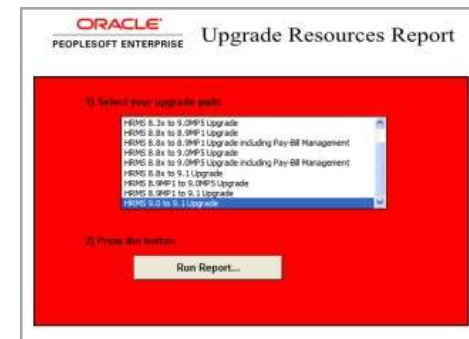 ORACLE
PEOPLESOFT ENTERPRISE
Upgrade Resources Report
1) Select your upgrade path:
HRMS 8.3x to 9.0MP5 Upgrade
HRMS 8.8x to 8.9MP1 Upgrade
HRMS 8.8x to 8.9MP1 Upgrade including Pay-Bill Management
HRMS 8.8x to 9.0MP5 Upgrade
HRMS 8.8x to 9.0MP5 Upgrade including Pay-Bill Management
HRMS 8.8x to 9.1 Upgrade
HRMS 8.9MP1 to 9.0MP5 Upgrade
HRMS 8.9MP1 to 9.1 Upgrade
HRMS 9.0 to 9.1 Upgrade
2) Press the button:
Run Report...